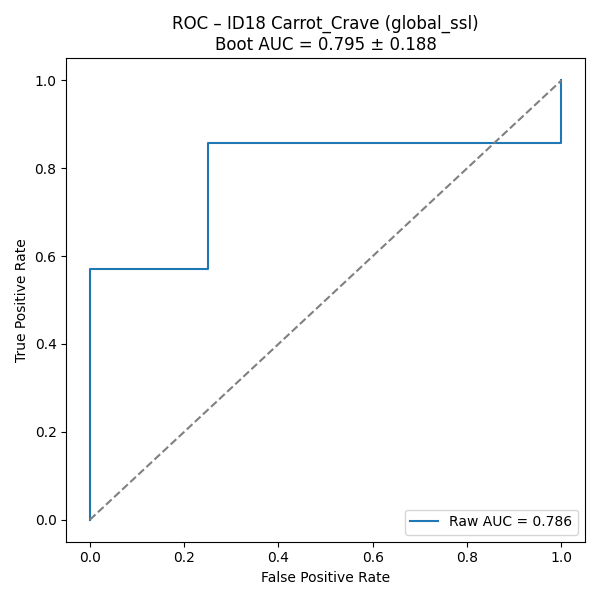 ROC – ID18 Carrot_Crave (global_ssl)
Boot AUC = 0.795 ± 0.188
True Positive Rate
1.0
0.8
0.6
0.4
0.2
0.0
Raw AUC = 0.786
0.0 0.2 0.4 0.6 0.8 1.0
False Positive Rate